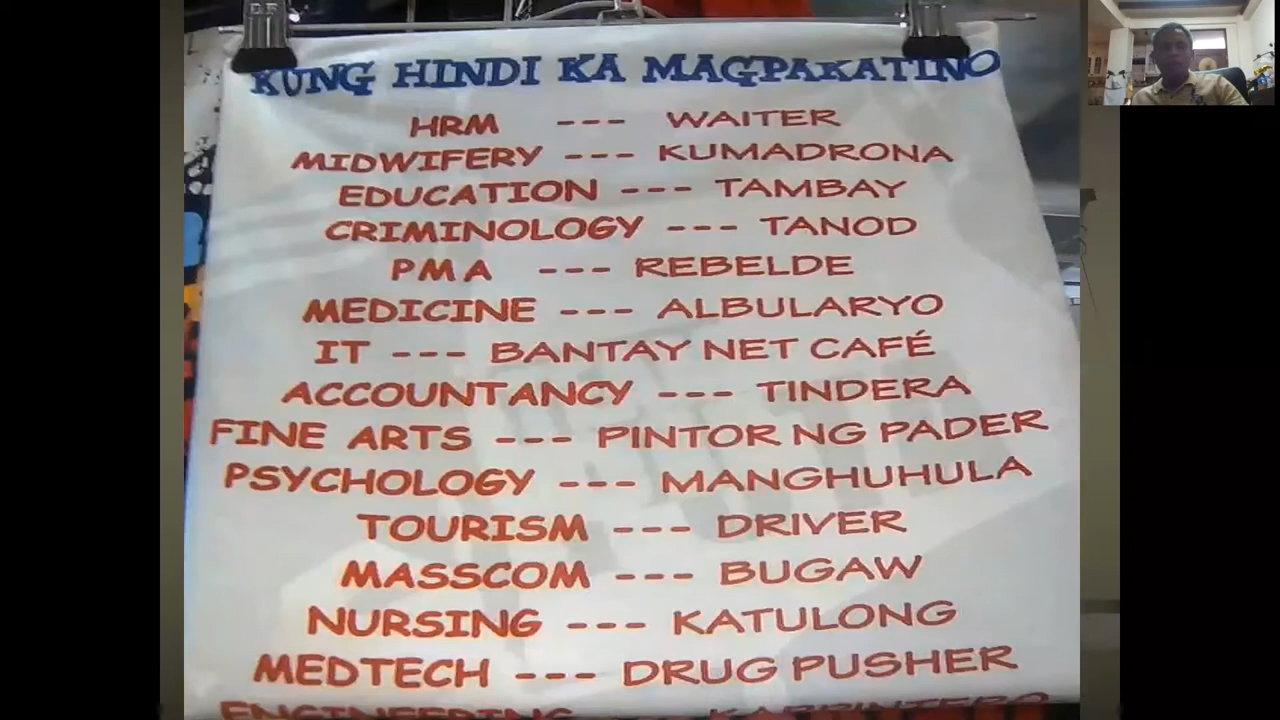 KUNG HINDI KA MAGPAKATINO
HRM --- WAITER
MIDWIFERY --- KUMADRONA
EDUCATION --- TAMBAY
CRIMINOLOGY --- TANOD
PMA --- REBELDE
MEDICINE --- ALBULARYO
IT --- BANTAY NET CAFÉ
ACCOUNTANCY --- TINDERA
FINE ARTS --- PINTOR NG PADER
PSYCHOLOGY --- MANGHUHULA
TOURISM --- DRIVER
MASSCOM --- BUGAW
NURSING --- KATULONG
MEDTECH --- DRUG PUSHER
ENGINEERING --- KARPINTERO